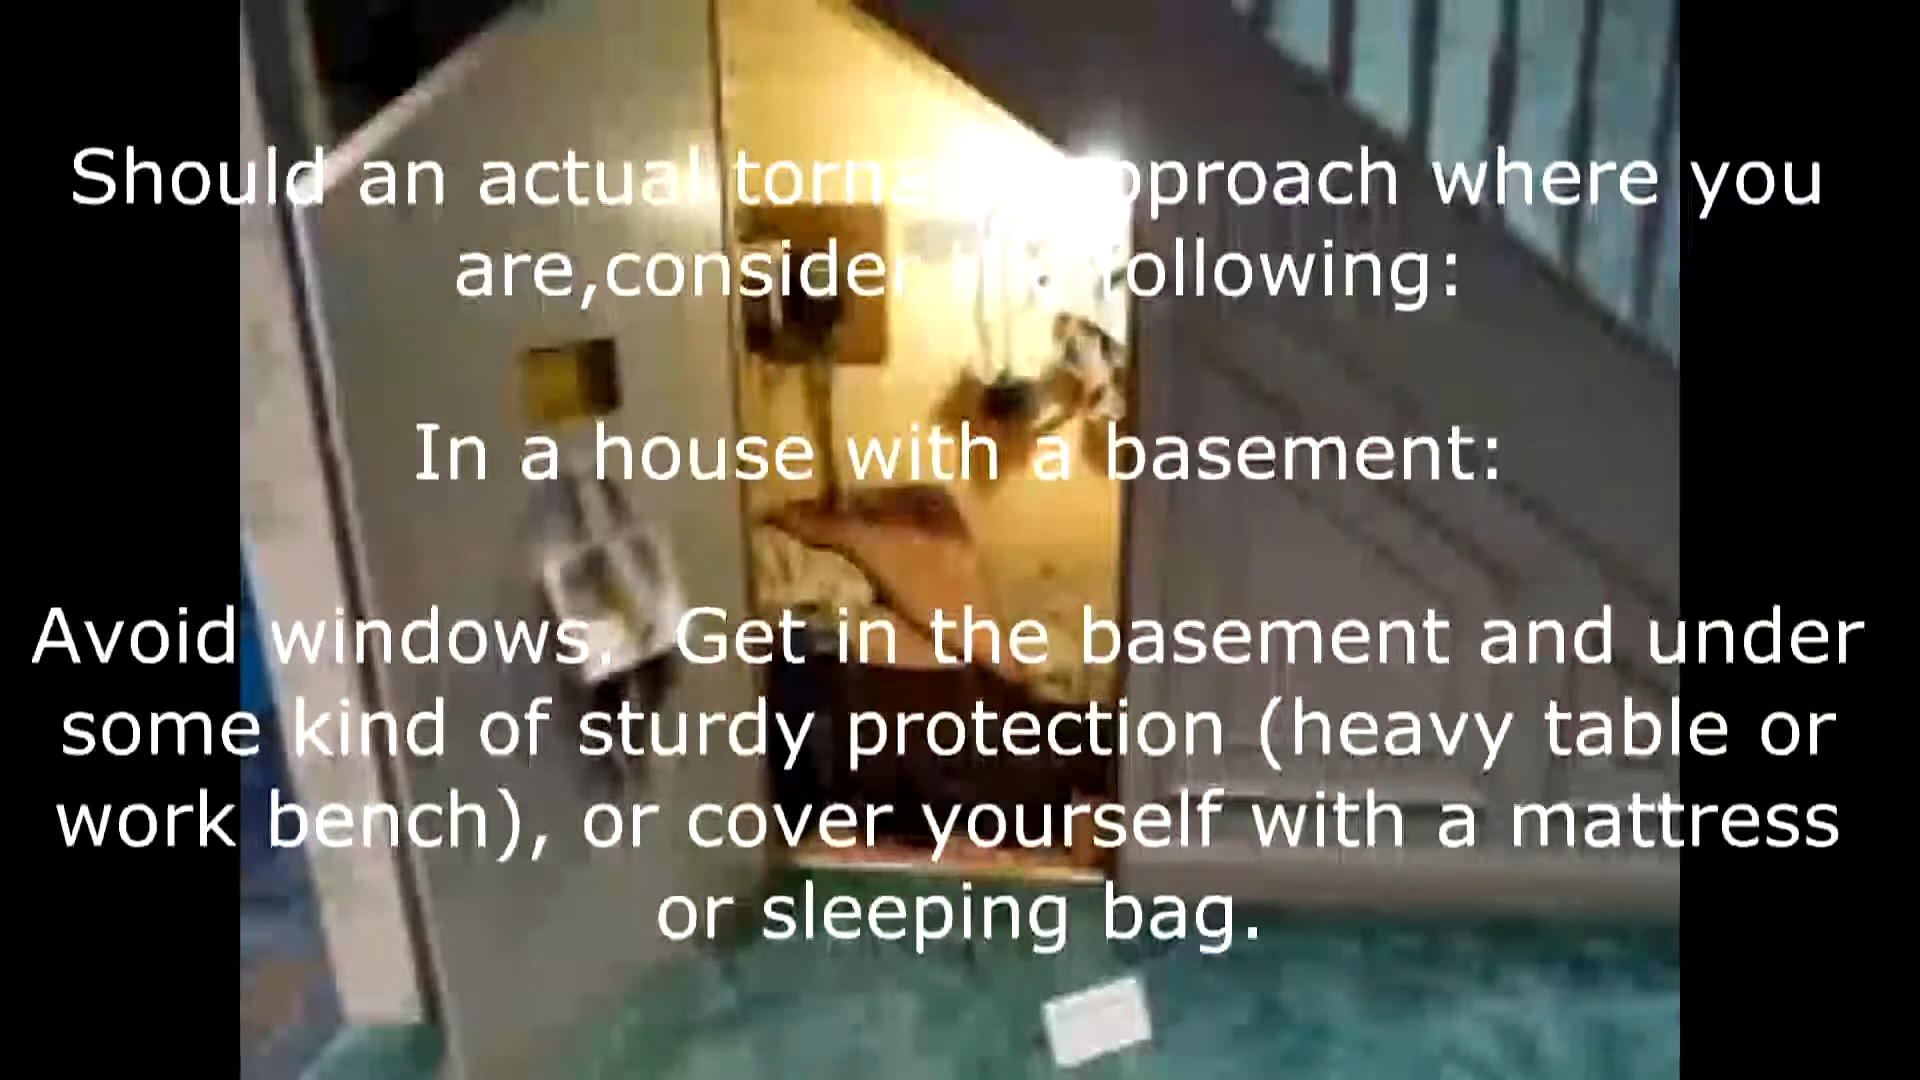 Should an actual tornado approach where you
are,consider the following:
In a house with a basement:
Avoid windows.  Get in the basement and under
some kind of sturdy protection (heavy table or
work bench), or cover yourself with a mattress
or sleeping bag.